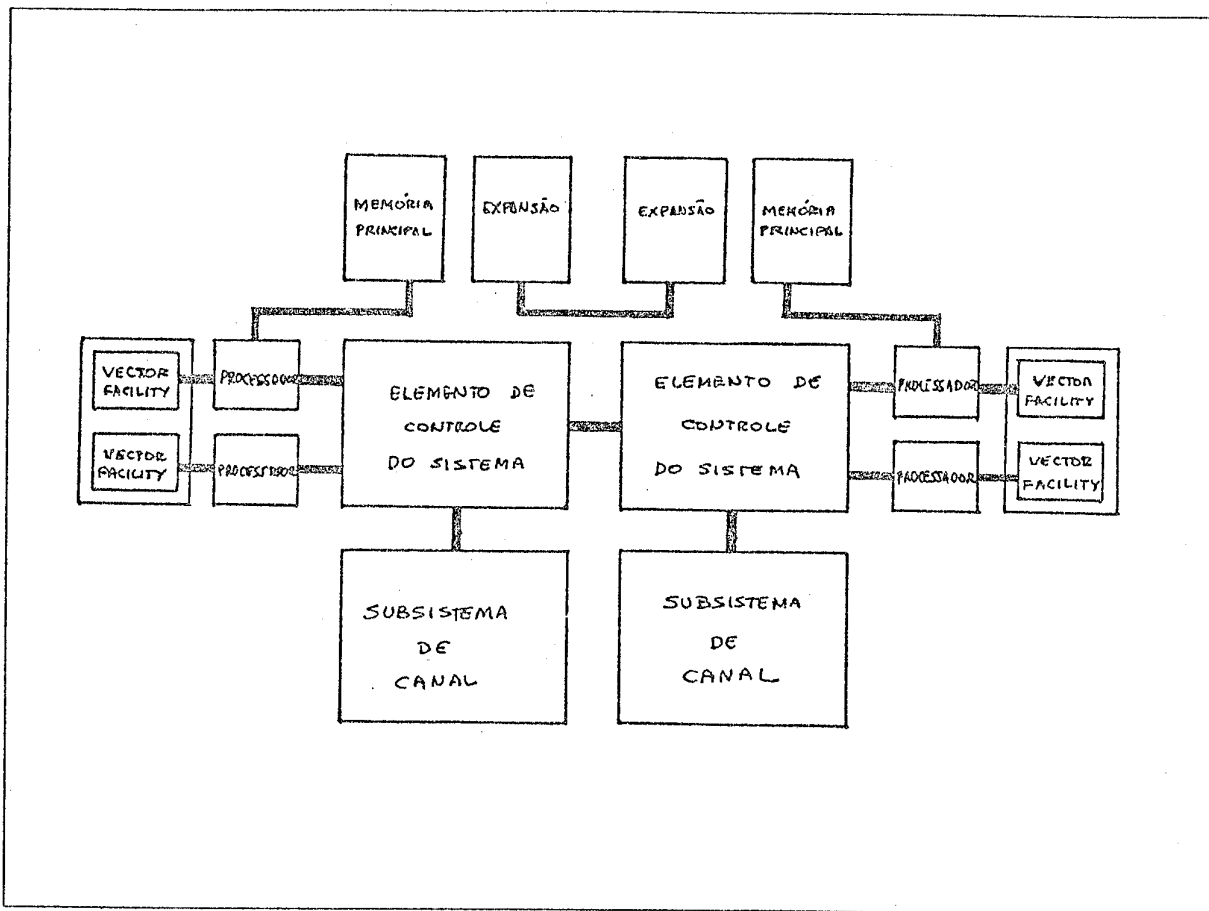 MEMÓRIA
PRINCIPAL
EXPANSÃO
EXPANSÃO
MEMÓRIA
PRINCIPAL
VECTOR
FACILITY
PROCESSADOR
ELEMENTO DE
CONTROLE
DO SISTEMA
ELEMENTO DE
CONTROLE
DO SISTEMA
PROCESSADOR
VECTOR
FACILITY
VECTOR
FACILITY
PROCESSADOR
PROCESSADOR
VECTOR
FACILITY
SUBSISTEMA
DE
CANAL
SUBSISTEMA
DE
CANAL